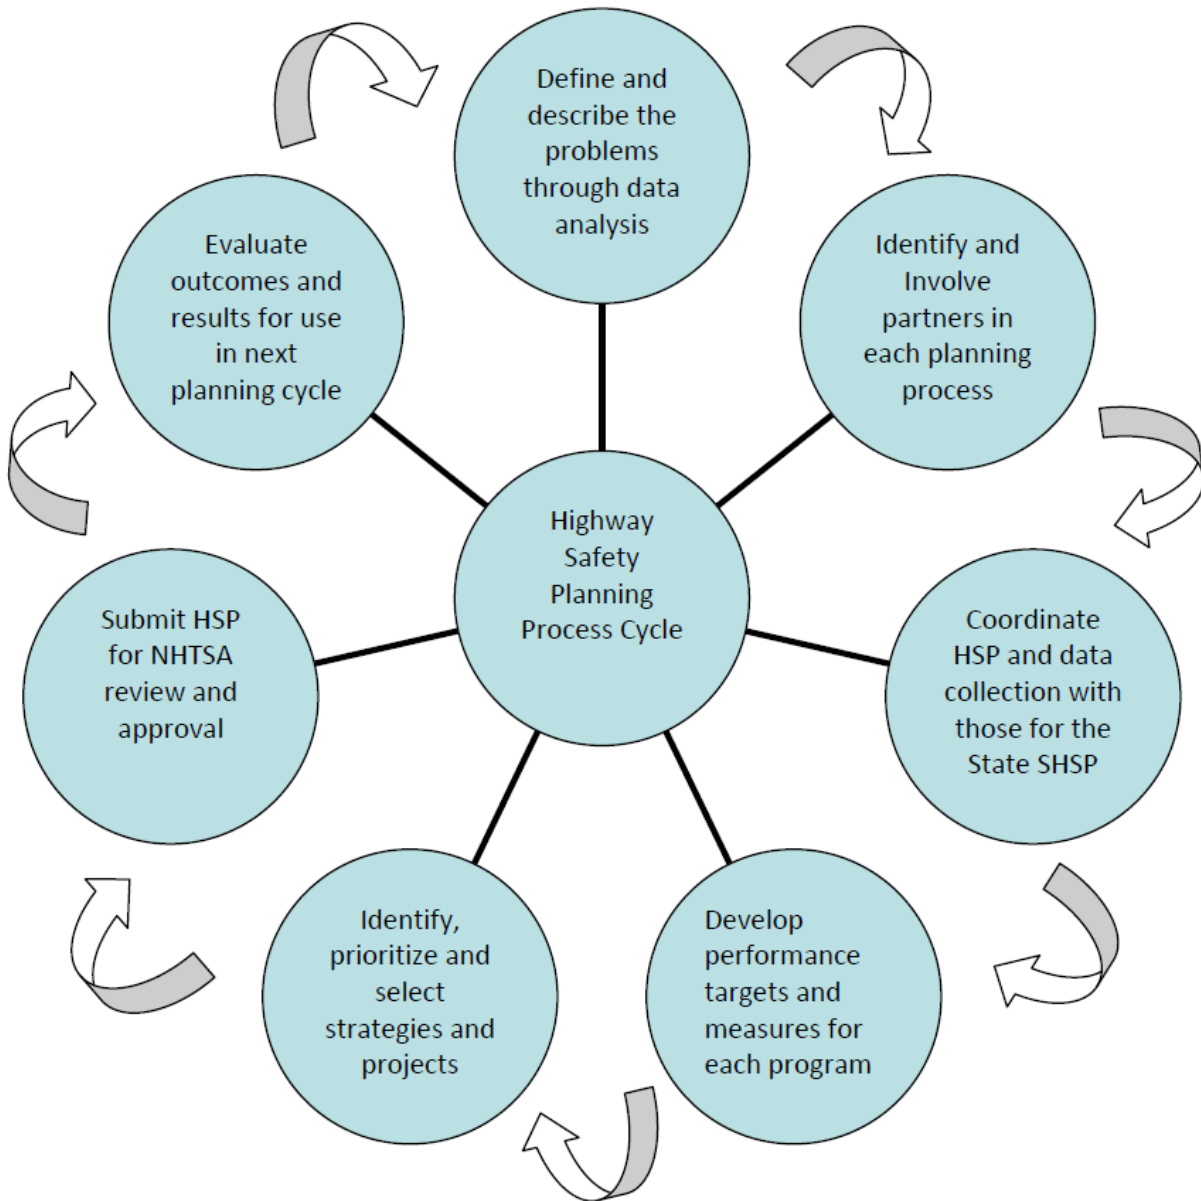 Define and
describe the
problems
through data
analysis
Identify and
Involve
partners in
each planning
process
Coordinate
HSP and data
collection with
those for the
State SHSP
Develop
performance
targets and
measures for
each program
Identify,
prioritize and
select
strategies and
projects
Submit HSP
for NHTSA
review and
approval
Evaluate
outcomes and
results for use
in next
planning cycle
Highway
Safety
Planning
Process Cycle